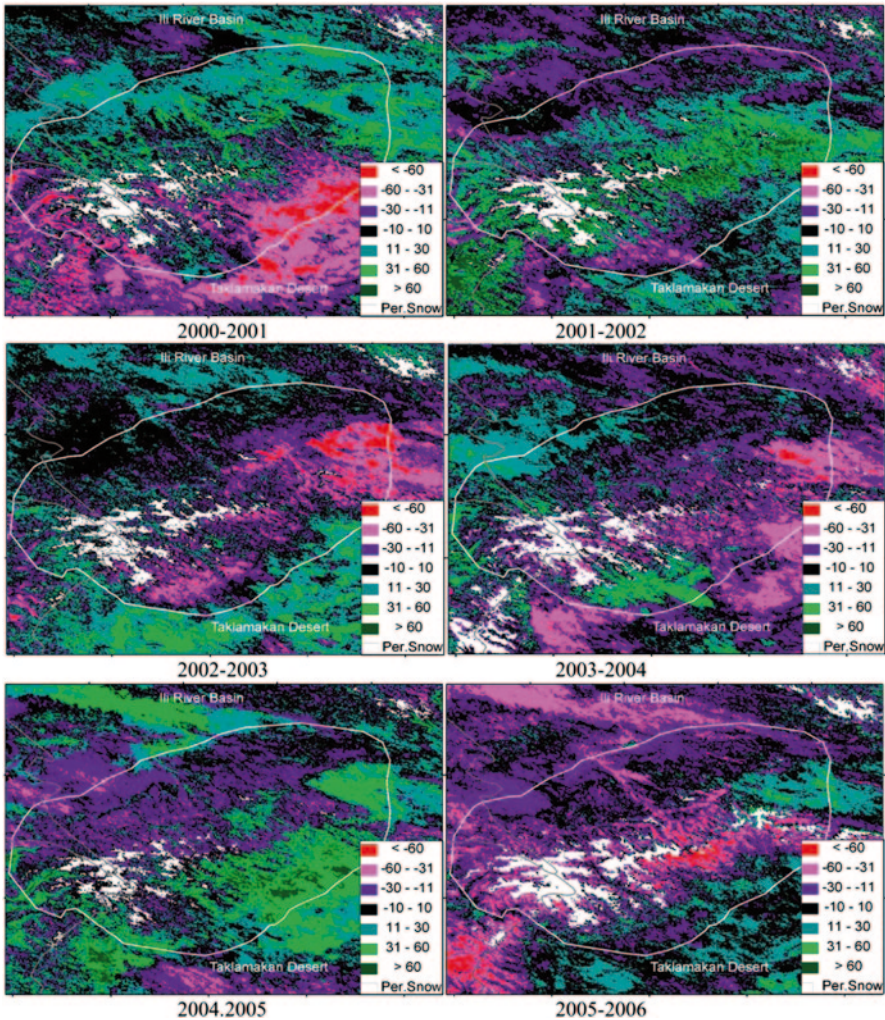 Ili River Basin
< -60
-60 - -31
-30 - -11
-10 - 10
11 - 30
31 - 60
> 60
Per.Snow
Taklamakan Desert
2000-2001
Ili River Basin
< -60
-60 - -31
-30 - -11
-10 - 10
11 - 30
31 - 60
> 60
Per.Snow
Taklamakan Desert
2001-2002
Ili River Basin
< -60
-60 - -31
-30 - -11
-10 - 10
11 - 30
31 - 60
> 60
Per.Snow
Taklamakan Desert
2002-2003
Ili River Basin
< -60
-60 - -31
-30 - -11
-10 - 10
11 - 30
31 - 60
> 60
Per.Snow
Taklamakan Desert
2003-2004
Ili River Basin
< -60
-60 - -31
-30 - -11
-10 - 10
11 - 30
31 - 60
> 60
Per.Snow
Taklamakan Desert
2004.2005
Ili River Basin
< -60
-60 - -31
-30 - -11
-10 - 10
11 - 30
31 - 60
> 60
Per.Snow
Taklamakan Desert
2005-2006